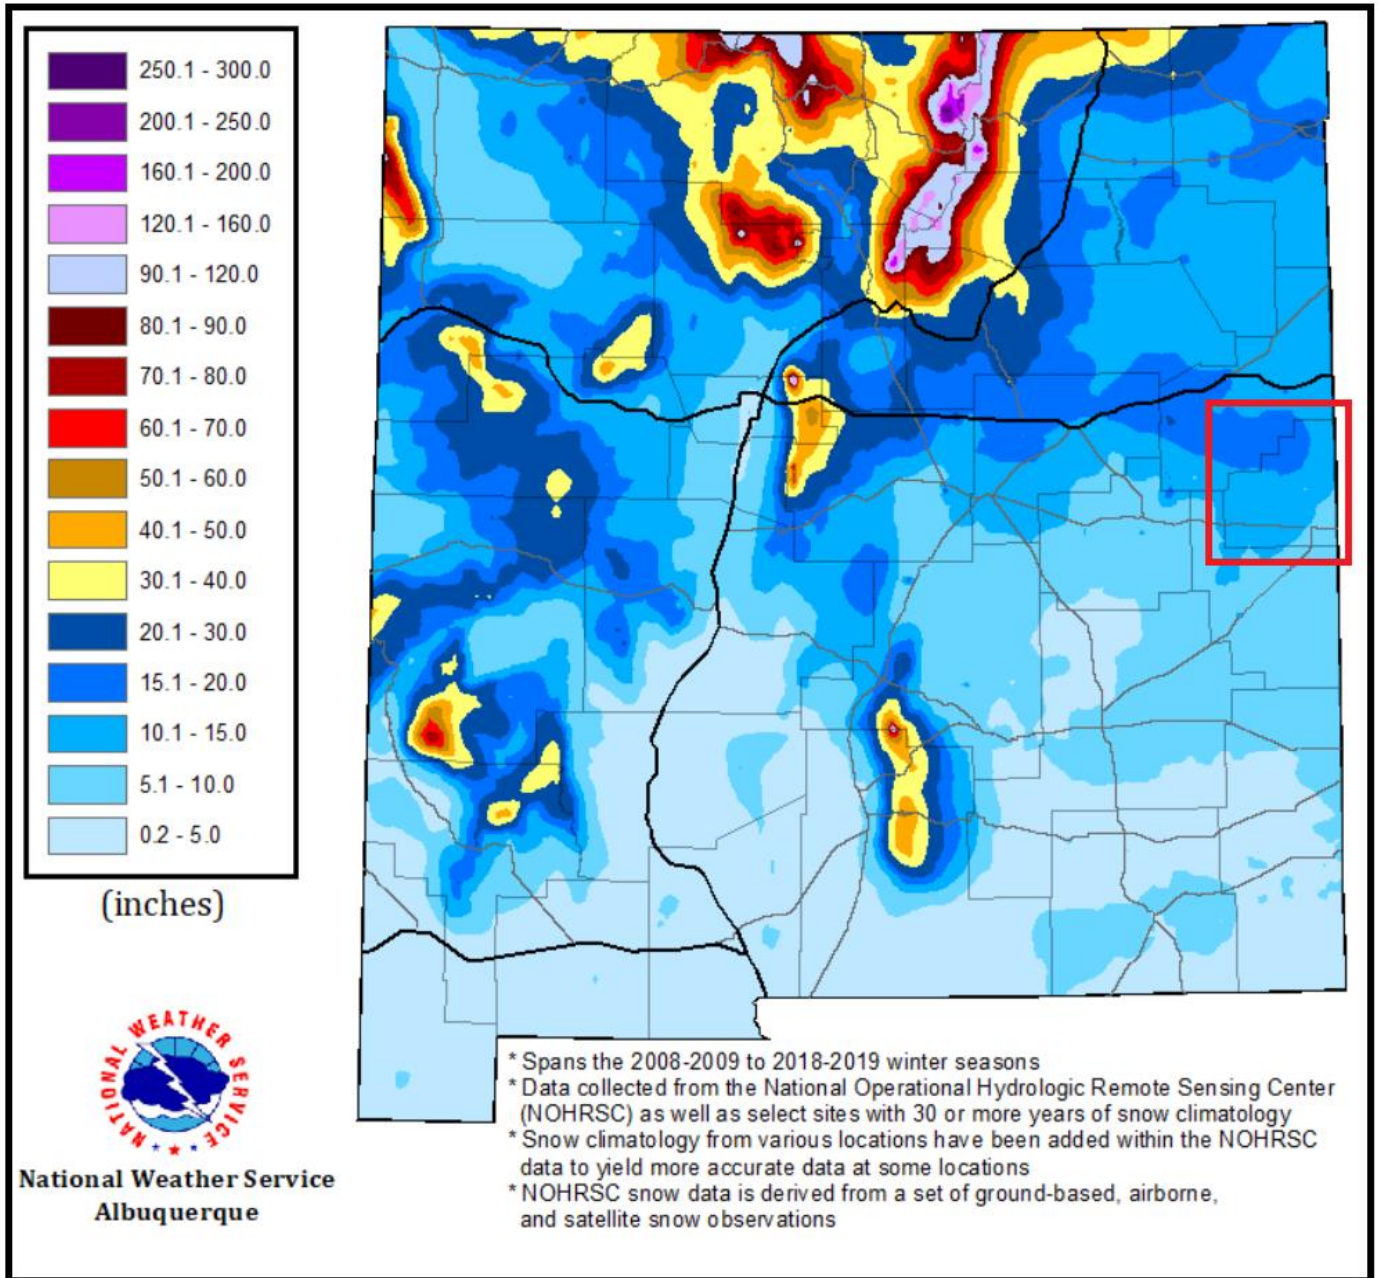 250.1 - 300.0
200.1 - 250.0
160.1 - 200.0
120.1 - 160.0
90.1 - 120.0
80.1 - 90.0
70.1 - 80.0
60.1 - 70.0
50.1 - 60.0
40.1 - 50.0
30.1 - 40.0
20.1 - 30.0
15.1 - 20.0
10.1 - 15.0
5.1 - 10.0
0.2 - 5.0
(inches)
NATIONAL WEATHER SERVICE
National Weather Service
Albuquerque
* Spans the 2008-2009 to 2018-2019 winter seasons
* Data collected from the National Operational Hydrologic Remote Sensing Center
(NOHRSC) as well as select sites with 30 or more years of snow climatology
* Snow climatology from various locations have been added within the NOHRSC
data to yield more accurate data at some locations
* NOHRSC snow data is derived from a set of ground-based, airborne,
and satellite snow observations